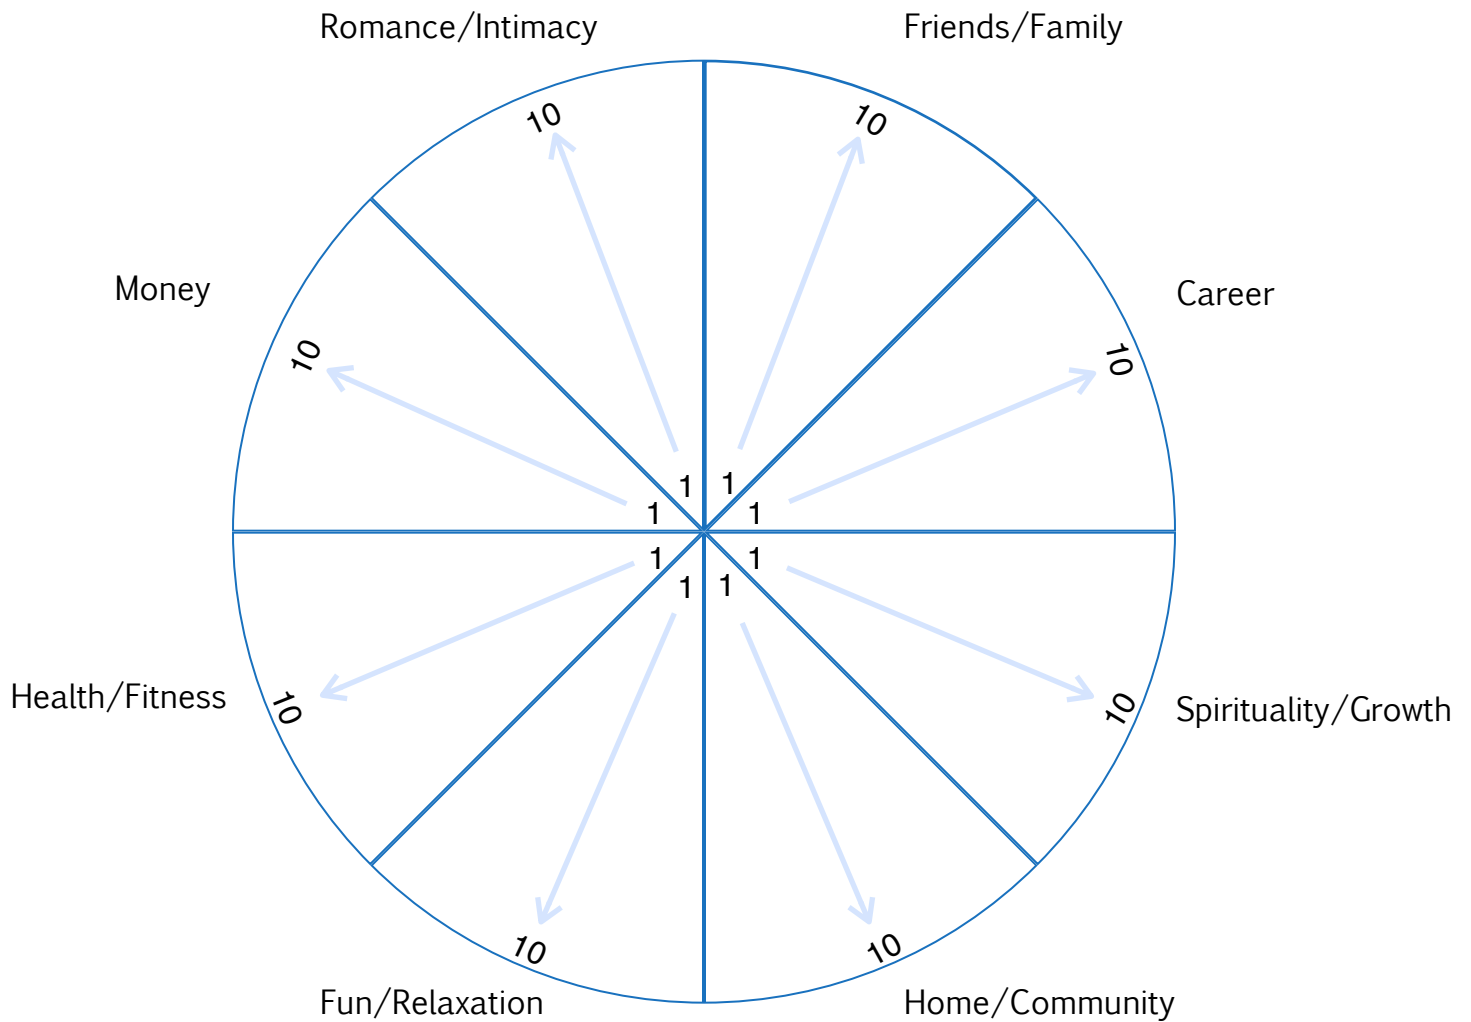 Romance/Intimacy Friends/Family
10 10
Money Career
10 10
1 1
1 1
1 1
1 1
Health/Fitness 10 10 Spirituality/Growth
10 10
Fun/Relaxation Home/Community